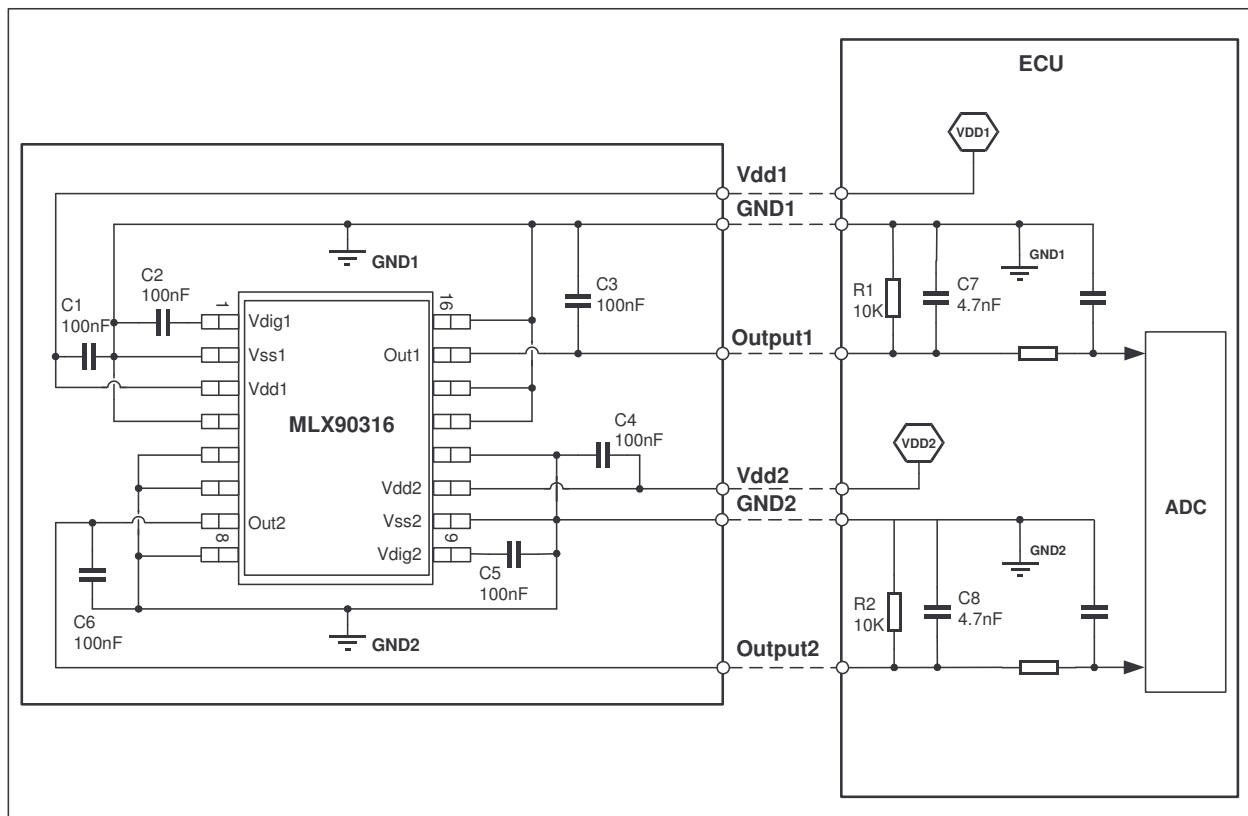 ECU
VDD1
Vdd1
GND1
GND1
C2
100nF
C1
100nF
C3
100nF
GND1
R1
10K
C7
4.7nF
1
16
Vdig1
Vss1
Out1
Vdd1
MLX90316
Output1
C4
100nF
VDD2
Vdd2
GND2
Vdd2
Out2
Vss2
8
9
Vdig2
ADC
GND2
C5
100nF
C6
100nF
GND2
R2
10K
C8
4.7nF
Output2